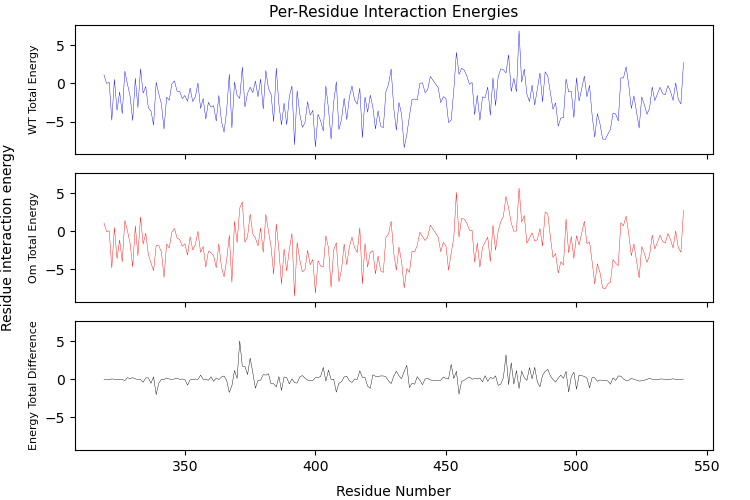 Per-Residue Interaction Energies
Residue interaction energy
WT Total Energy
5
0
−5
Om Total Energy
5
0
−5
Energy Total Difference
5
0
−5
350
400
450
500
550
Residue Number